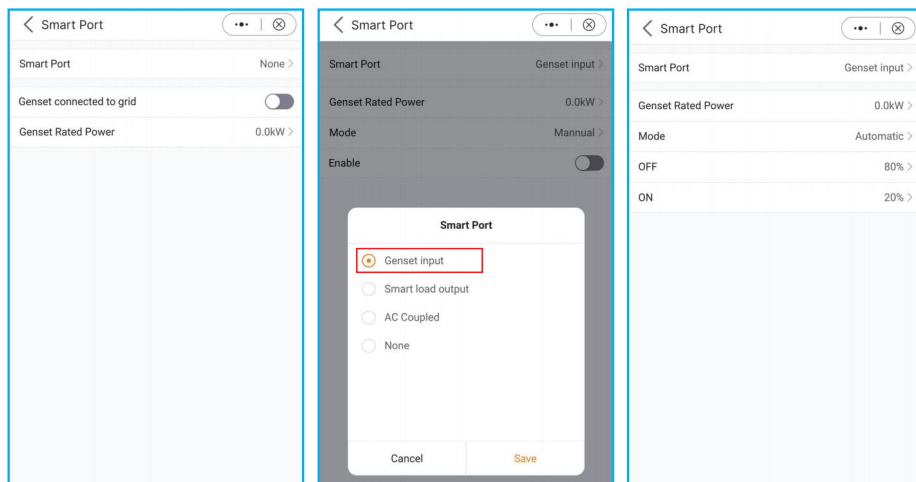 Smart Port
Smart Port None
Genset connected to grid
Genset Rated Power 0.0kW
Smart Port
Smart Port Genset input
Genset Rated Power 0.0kW
Mode Mannual
Enable
Smart Port
Genset input
Smart load output
AC Coupled
None
Cancel Save
Smart Port
Smart Port Genset input
Genset Rated Power 0.0kW
Mode Automatic
OFF 80%
ON 20%